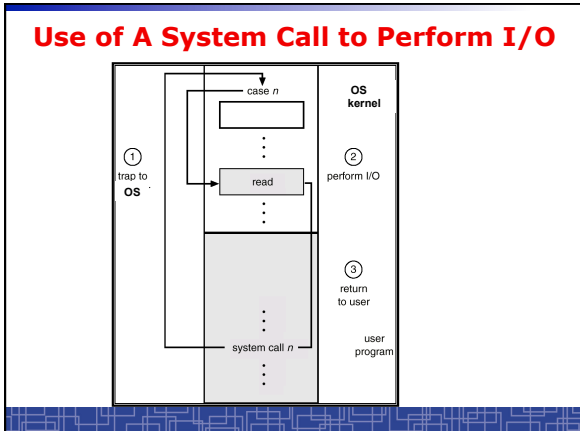 Use of A System Call to Perform I/O
case n
OS
kernel
1
trap to
OS
2
perform I/O
read
3
return
to user
system call n
user
program